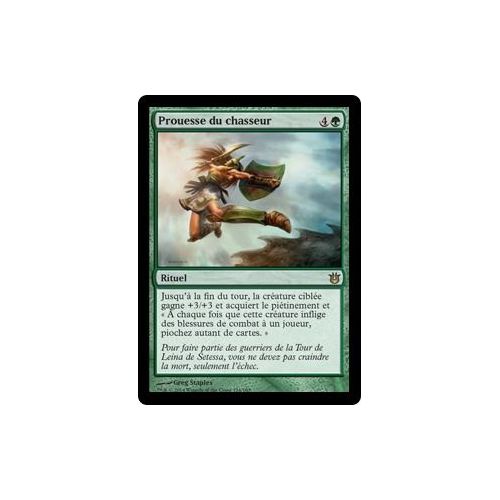 Prouesse du chasseur 4
Rituel
Jusqu'à la fin du tour, la créature ciblée
gagne +3/+3 et acquiert le piétinement et
« À chaque fois que cette créature inflige
des blessures de combat à un joueur,
piochez autant de cartes. »
Pour faire partie des guerriers de la Tour de
Leina de Setessa, vous ne devez pas craindre
la mort, seulement l'échec.
Greg Staples